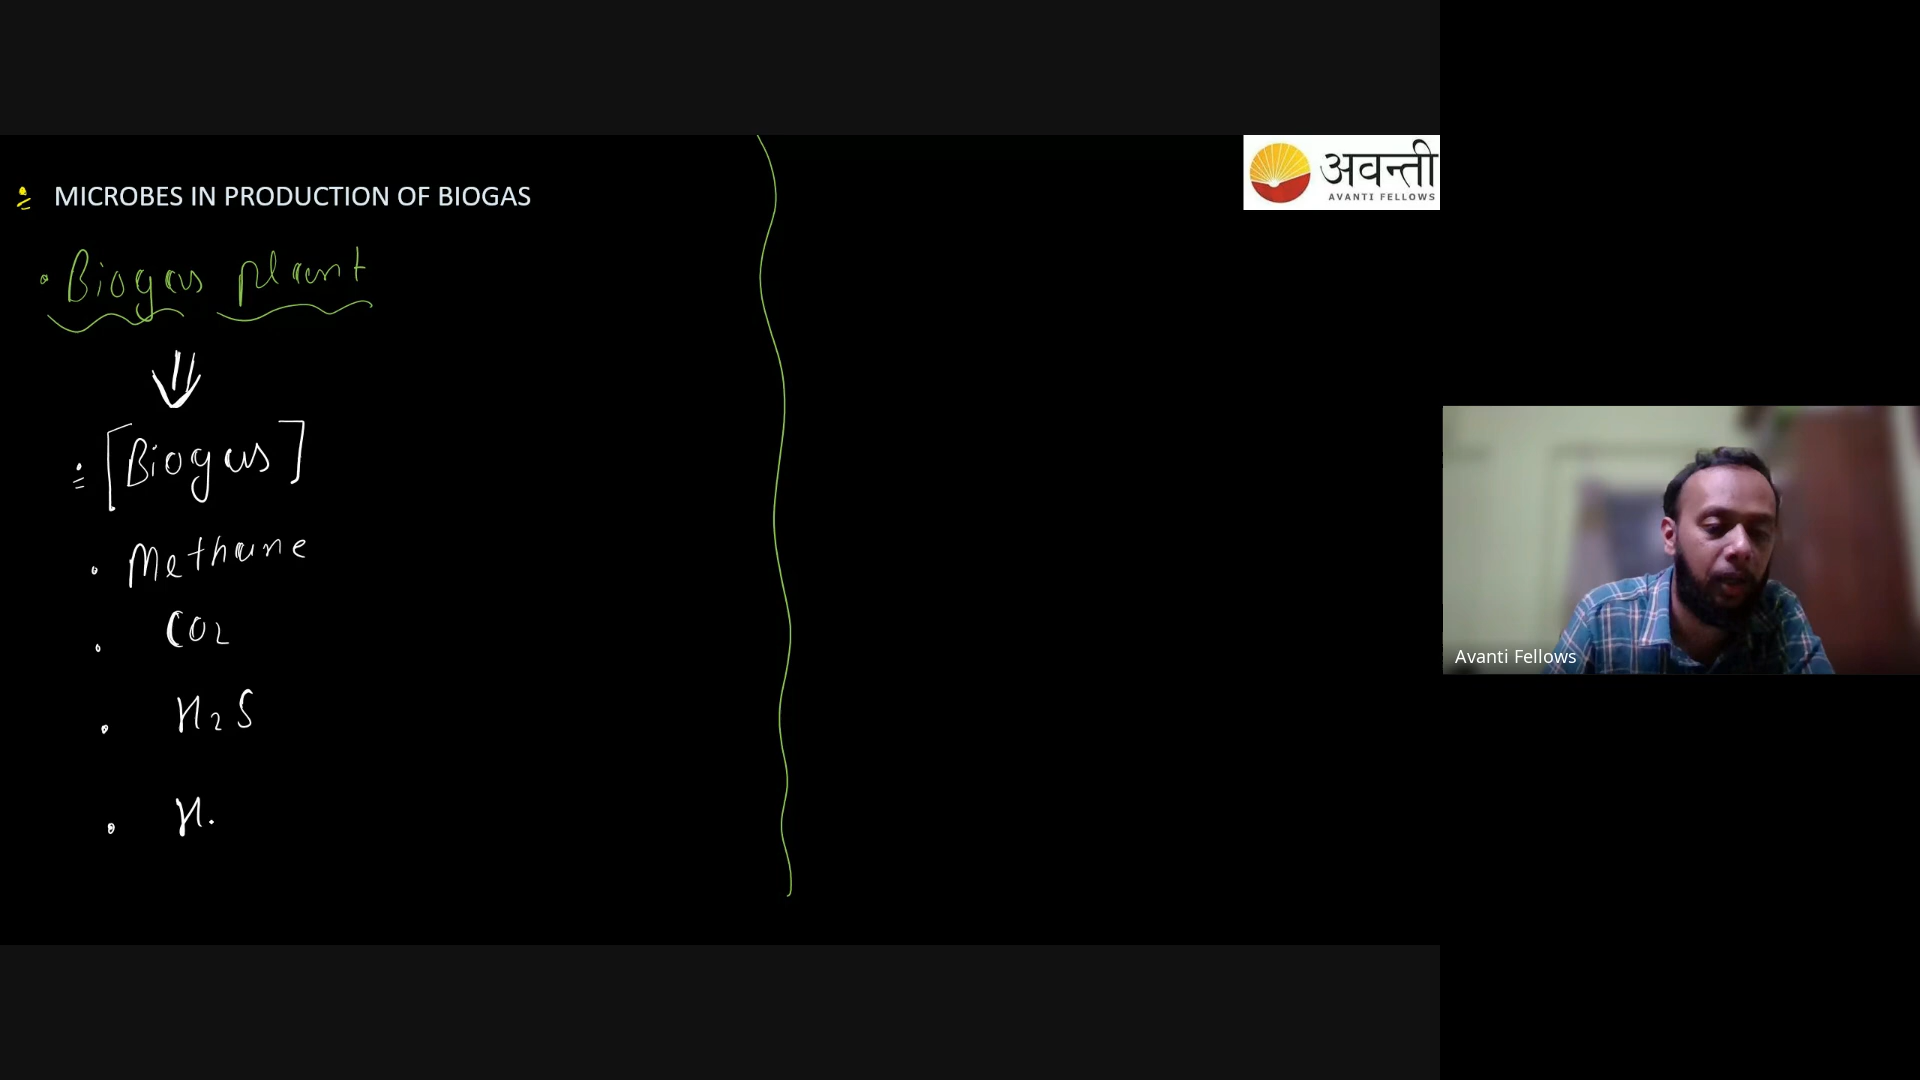 MICROBES IN PRODUCTION OF BIOGAS
अवन्ती
AVANTI FELLOWS
Biogas plant
[Biogas]
Methane
CO2
H2S
H.
Avanti Fellows